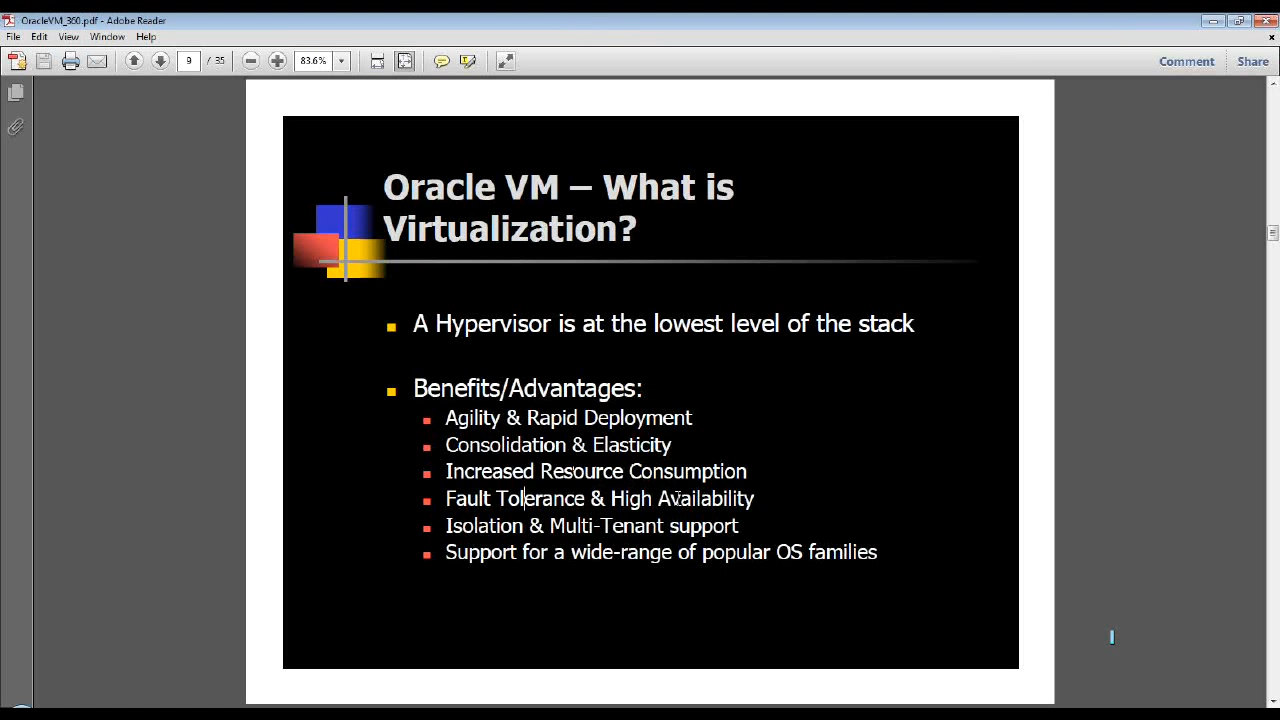 OracleVM_360.pdf - Adobe Reader
File Edit View Window Help
9 / 35 83.6% Comment Share
Oracle VM – What is
Virtualization?
A Hypervisor is at the lowest level of the stack
Benefits/Advantages:
Agility & Rapid Deployment
Consolidation & Elasticity
Increased Resource Consumption
Fault Tolerance & High Availability
Isolation & Multi-Tenant support
Support for a wide-range of popular OS families